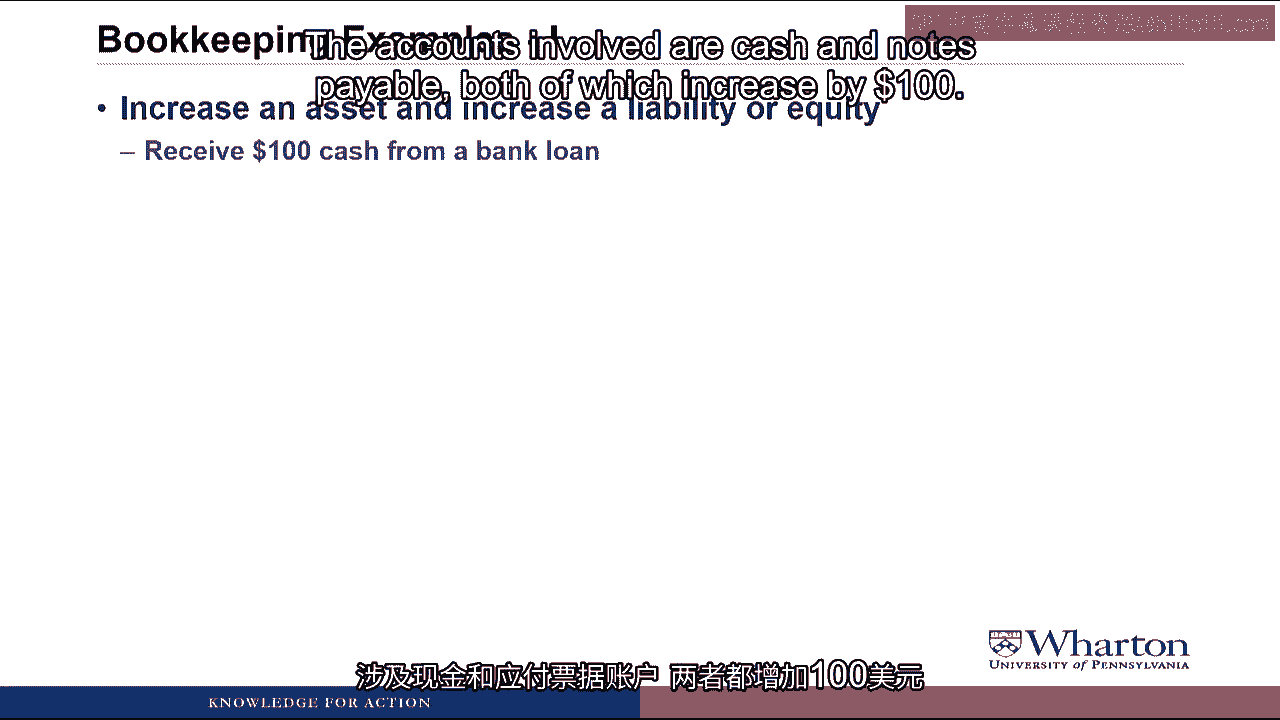 Bookkeeping Examples
The accounts involved are cash and notes
payable, both of which increase by $100.
• Increase an asset and increase a liability or equity
– Receive $100 cash from a bank loan
Wharton
UNIVERSITY of PENNSYLVANIA
涉及现金和应付票据账户 两者都增加100美元
KNOWLEDGE FOR ACTION